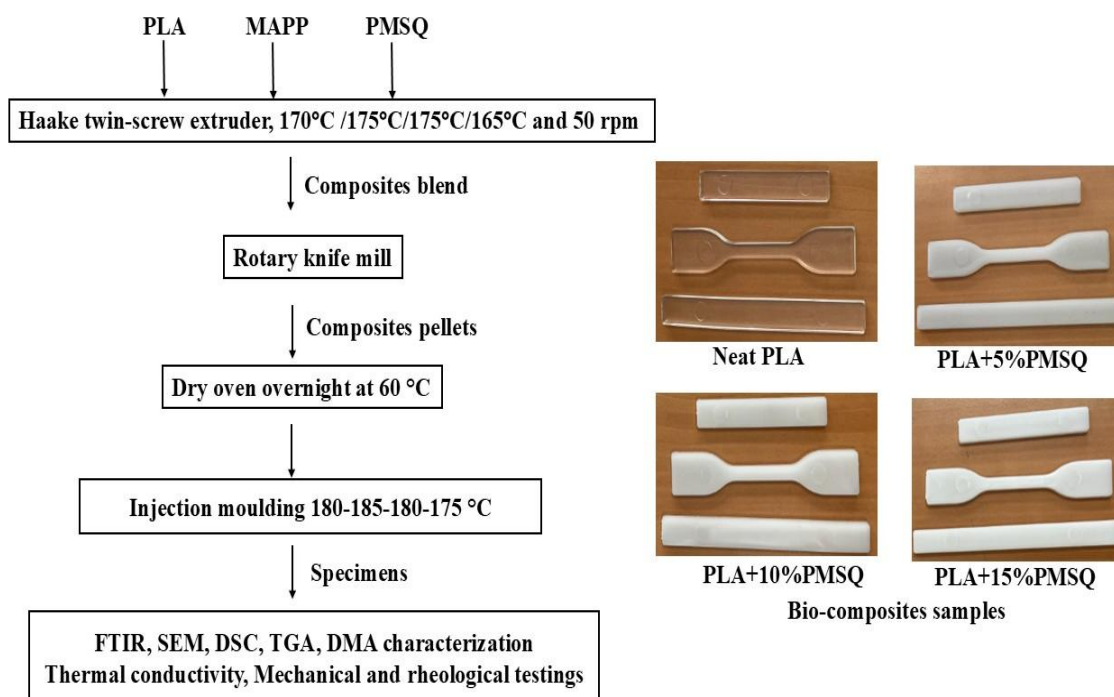 PLA MAPP PMSQ
Haake twin-screw extruder, 170°C /175°C/175°C/165°C and 50 rpm
Composites blend
Rotary knife mill
Composites pellets
Dry oven overnight at 60 °C
Injection moulding 180-185-180-175 °C
Specimens
FTIR, SEM, DSC, TGA, DMA characterization
Thermal conductivity, Mechanical and rheological testings
Neat PLA
PLA+5%PMSQ
PLA+10%PMSQ
PLA+15%PMSQ
Bio-composites samples